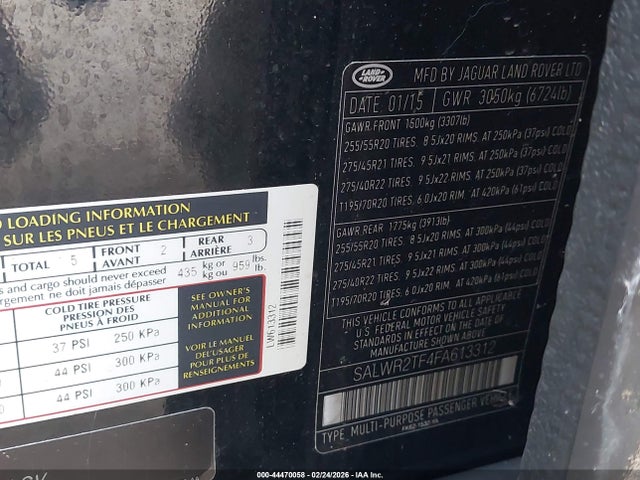 LAND ROVER
MFD BY JAGUAR LAND ROVER LTD
DATE 01/15 GWR 3050kg (6724lb)
GAWR.FRONT 1500kg (3307lb)
255/55R20 TIRES. 8 5Jx20 RIMS. AT 250kPa (37psi) COLD
275/45R21 TIRES. 9 5Jx21 RIMS. AT 250kPa (37psi) COLD
275/40R22 TIRES. 9 5Jx22 RIMS. AT 250kPa (37psi) COLD
T195/70R20 TIRES. 6 0Jx20 RIM. AT 420kPa (61psi) COLD
GAWR.REAR 1775kg (3913lb)
255/55R20 TIRES. 8 5Jx20 RIMS. AT 300kPa (44psi) COLD
275/45R21 TIRES. 9 5Jx21 RIMS. AT 300kPa (44psi) COLD
275/40R22 TIRES. 9 5Jx22 RIMS. AT 300kPa (44psi) COLD
T195/70R20 TIRES. 6 0Jx20 RIM. AT 420kPa (61psi) COLD
THIS VEHICLE CONFORMS TO ALL APPLICABLE
U.S. FEDERAL MOTOR VEHICLE SAFETY
STANDARDS IN EFFECT ON THE DATE OF
MANUFACTURE SHOWN ABOVE
SALWR2TF4FA613312
TYPE. MULTI-PURPOSE PASSENGER VEHICLE
LOADING INFORMATION
SUR LES PNEUS ET LE CHARGEMENT
TOTAL 5 FRONT AVANT 2 REAR ARRIÈRE 3
and cargo should never exceed 435 kg or 959 lbs.
ne doit jamais dépasser kg ou lb.
COLD TIRE PRESSURE
PRESSION DES
PNEUS À FROID
37 PSI 250 KPa
44 PSI 300 KPa
44 PSI 300 KPa
SEE OWNER'S
MANUAL FOR
ADDITIONAL
INFORMATION
VOIR LE MANUEL
DE L'USAGER
POUR PLUS DE
RENSEIGNEMENTS
LW613312
000-44470058 - 02/24/2026 - IAAI, Inc.